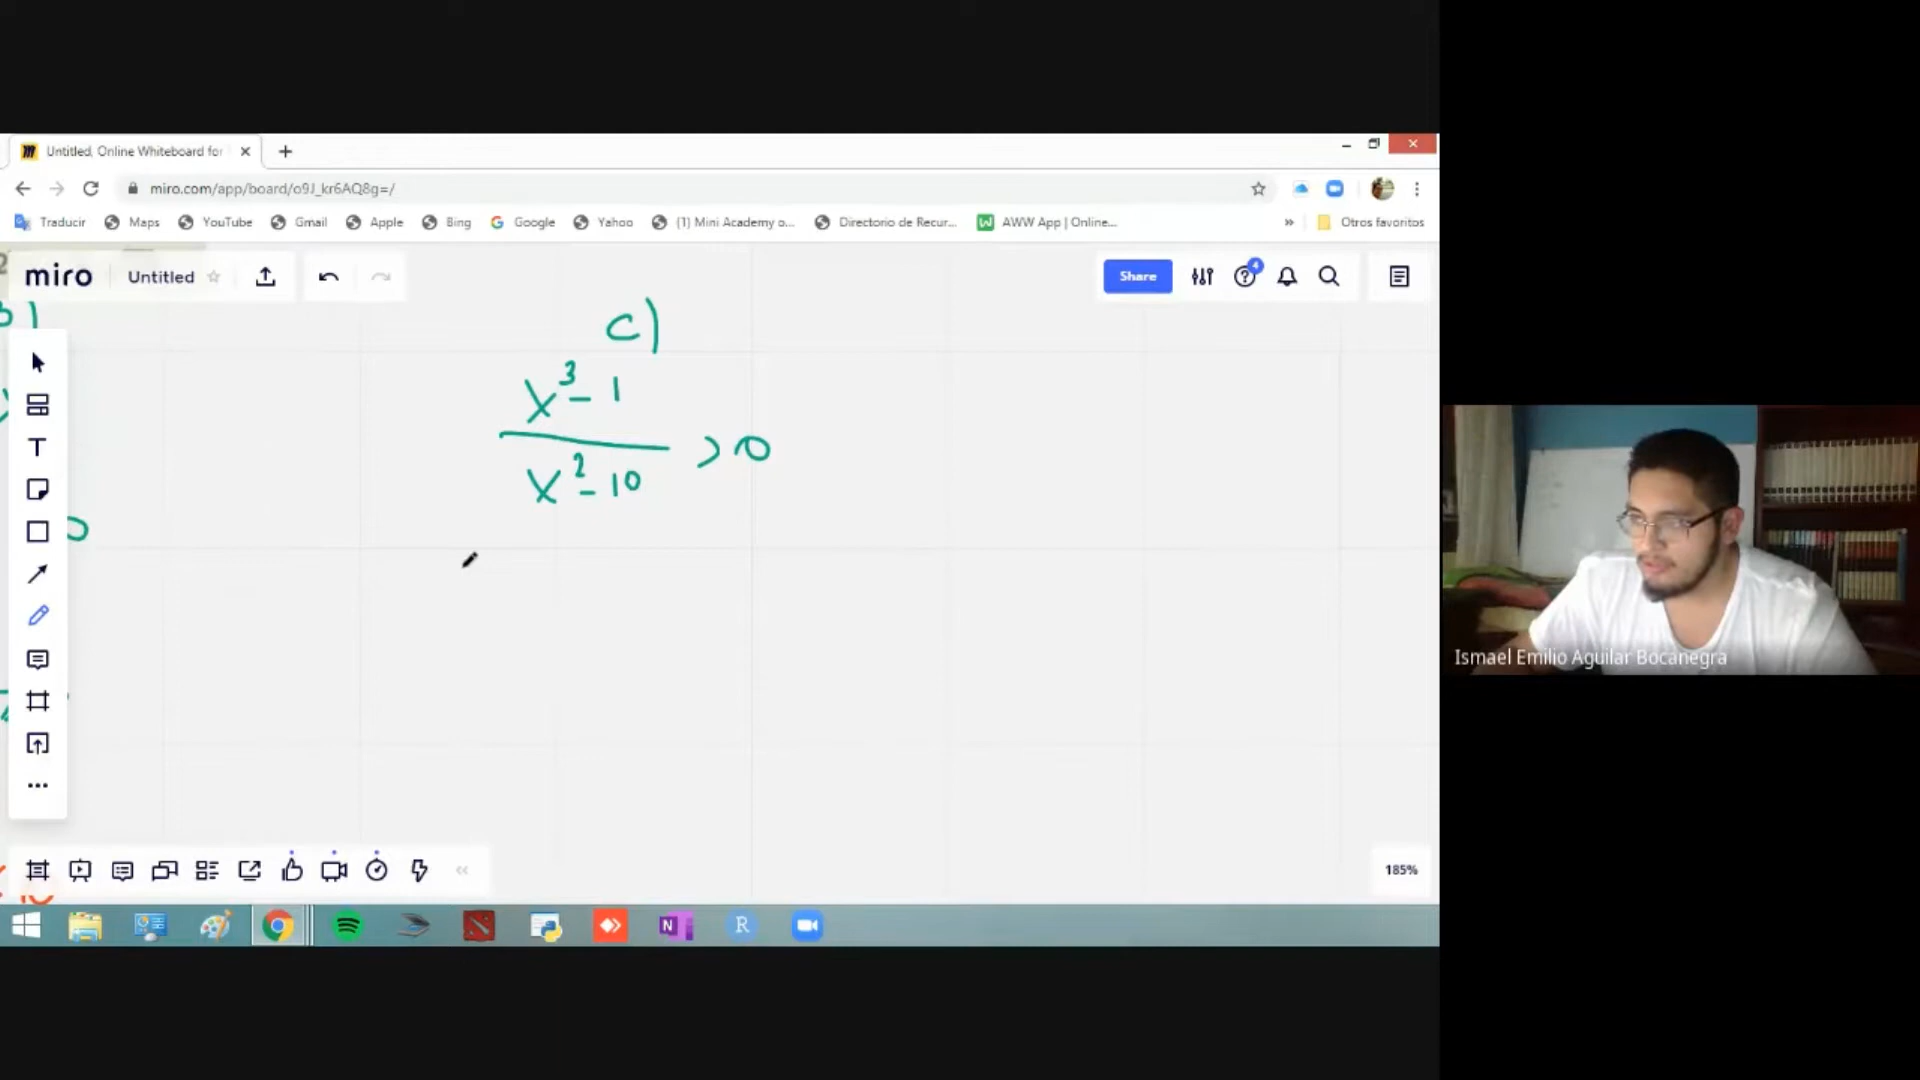 Untitled, Online Whiteboard for
miro.com/app/board/o9J_kr6AQ8g=/
Traducir Maps YouTube Gmail Apple Bing Google Yahoo (1) Mini Academy o... Directorio de Recur... AWW App | Online... » Otros favoritos
miro Untitled Share 4
c)
x³ - 1
> 0
x² - 10
Ismael Emilio Aguilar Bocanegra
185%